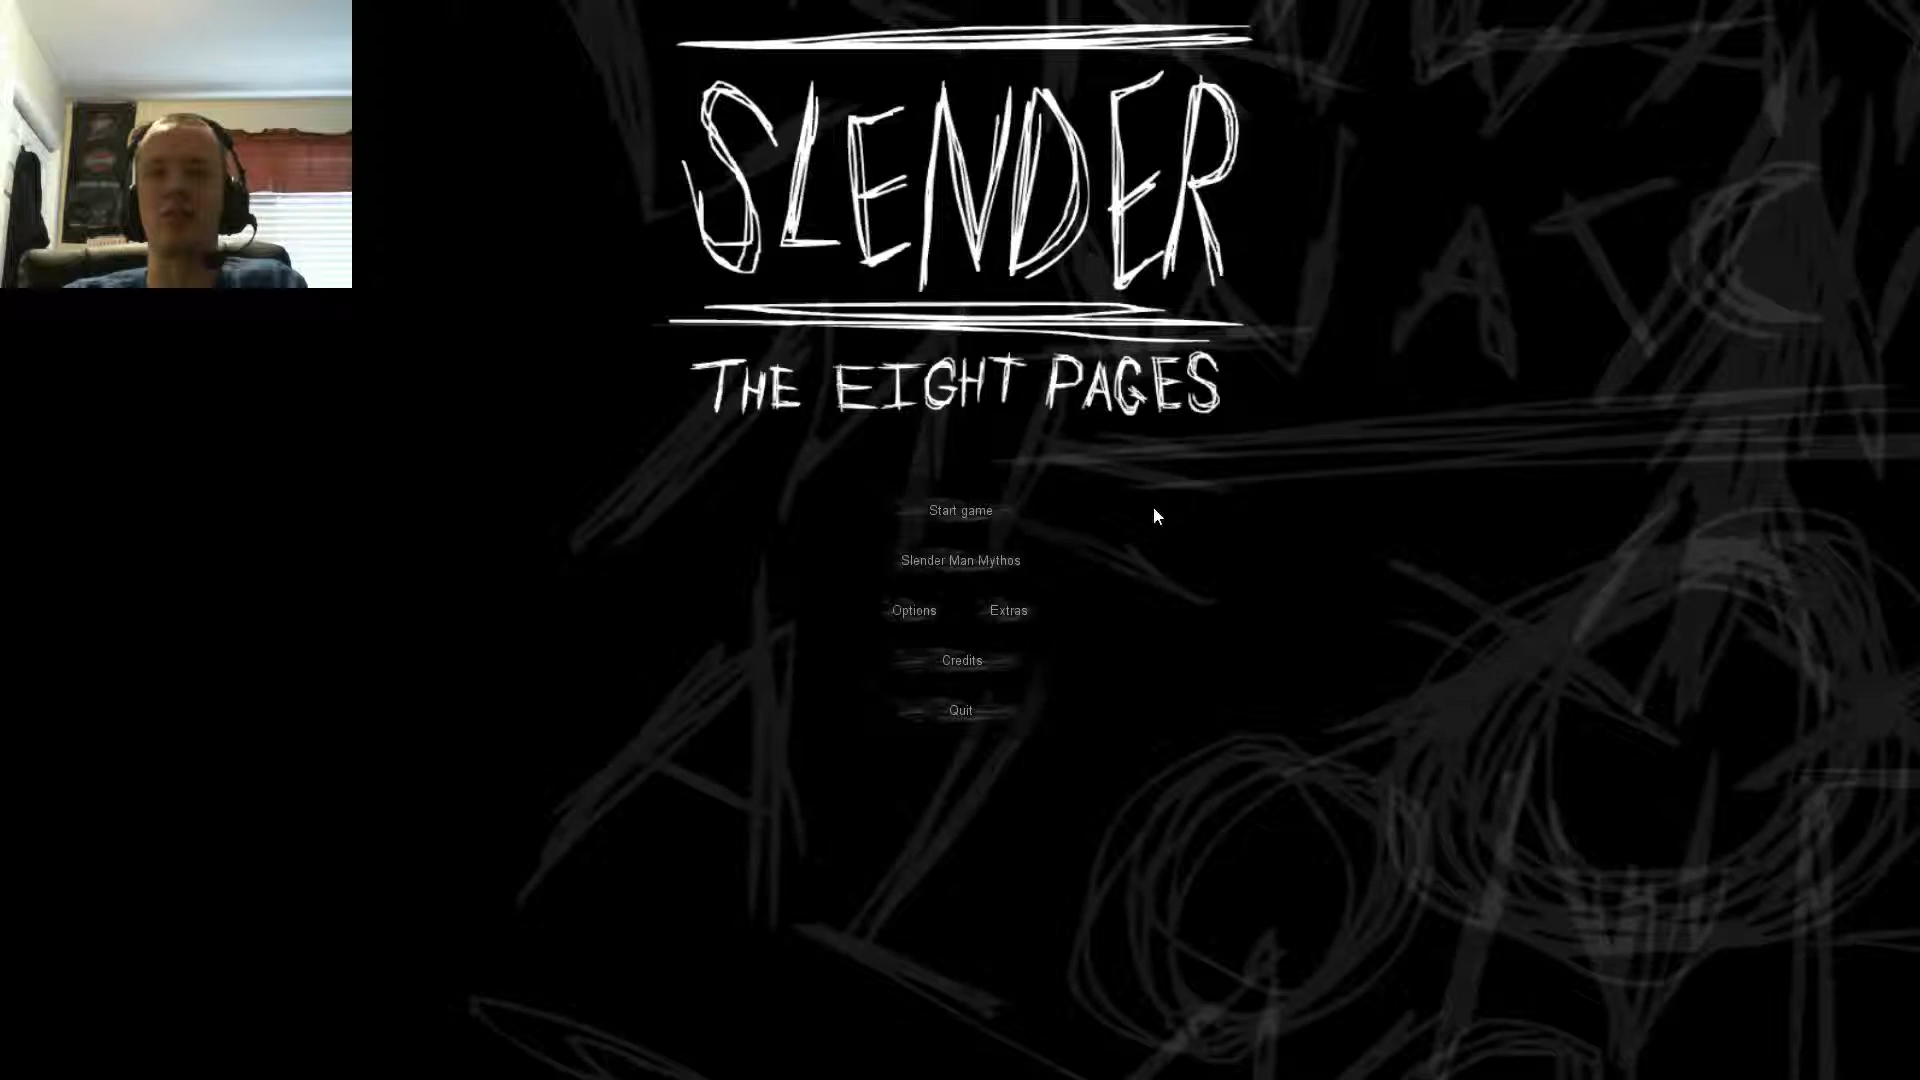 SLENDER
THE EIGHT PAGES
Start game
Slender Man Mythos
Options Extras
Credits
Quit